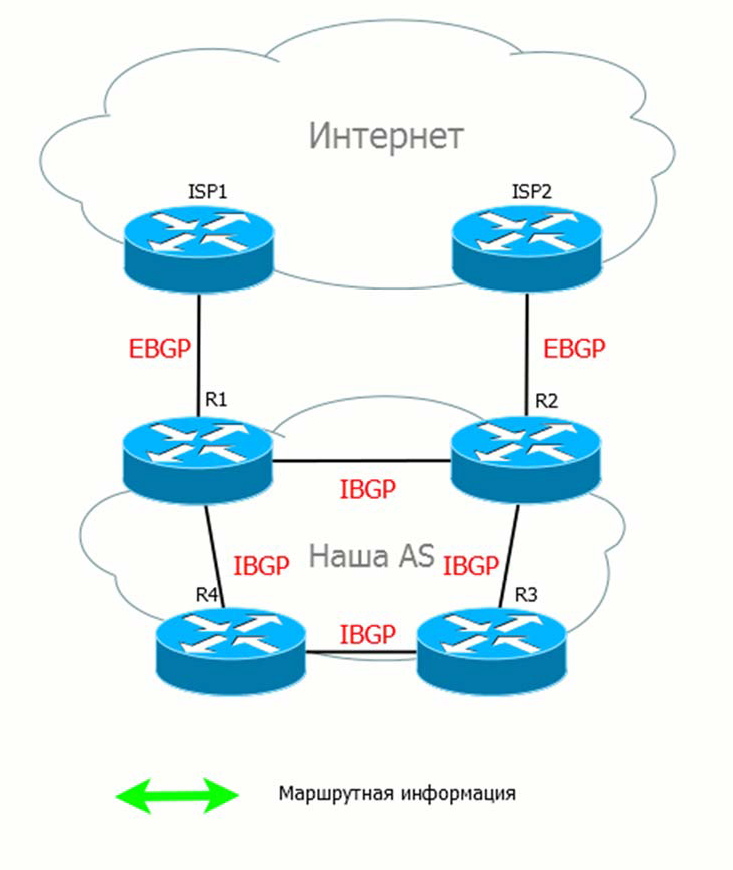 Интернет
ISP1
ISP2
EBGP
EBGP
R1
R2
IBGP
IBGP
Наша AS
IBGP
R4
R3
IBGP
Маршрутная информация